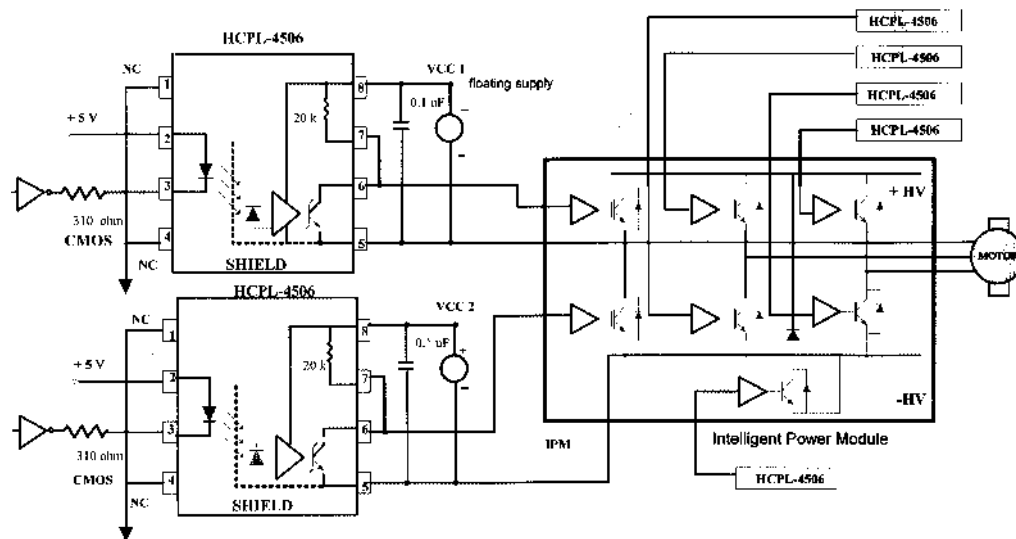 HCPL-4506
NC
1
+ 5 V
2
3
310 ohm
CMOS
4
NC
SHIELD
20 k
8
7
6
5
VCC 1
floating supply
0.1 uF
−
HCPL-4506
NC
1
+ 5 V
2
3
310 ohm
CMOS
4
NC
SHIELD
20 k
8
7
6
5
VCC 2
+
−
HCPL-4506
HCPL-4506
HCPL-4506
HCPL-4506
+ HV
MOTOR
-HV
IPM
Intelligent Power Module
HCPL-4506